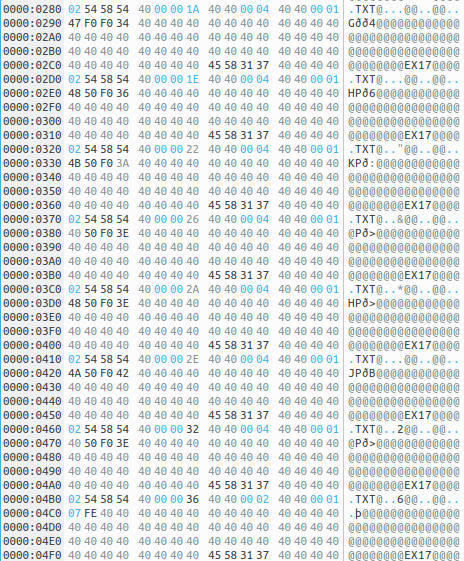 0000:0280 02 54 58 54 40 00 00 1A 40 40 00 04 40 40 00 01 .TXT@...@@..@@..
0000:0290 47 F0 F0 34 40 40 40 40 40 40 40 40 40 40 40 40 Gðð4@@@@@@@@@@@@
0000:02A0 40 40 40 40 40 40 40 40 40 40 40 40 40 40 40 40 @@@@@@@@@@@@@@@@
0000:02B0 40 40 40 40 40 40 40 40 40 40 40 40 40 40 40 40 @@@@@@@@@@@@@@@@
0000:02C0 40 40 40 40 40 40 40 40 45 58 31 37 40 40 40 40 @@@@@@@@EX17@@@@
0000:02D0 02 54 58 54 40 00 00 1E 40 40 00 04 40 40 00 01 .TXT@...@@..@@..
0000:02E0 48 50 F0 36 40 40 40 40 40 40 40 40 40 40 40 40 HPð6@@@@@@@@@@@@
0000:02F0 40 40 40 40 40 40 40 40 40 40 40 40 40 40 40 40 @@@@@@@@@@@@@@@@
0000:0300 40 40 40 40 40 40 40 40 40 40 40 40 40 40 40 40 @@@@@@@@@@@@@@@@
0000:0310 40 40 40 40 40 40 40 40 45 58 31 37 40 40 40 40 @@@@@@@@EX17@@@@
0000:0320 02 54 58 54 40 00 00 22 40 40 00 04 40 40 00 01 .TXT@.."@@..@@..
0000:0330 4B 50 F0 3A 40 40 40 40 40 40 40 40 40 40 40 40 KPð:@@@@@@@@@@@@
0000:0340 40 40 40 40 40 40 40 40 40 40 40 40 40 40 40 40 @@@@@@@@@@@@@@@@
0000:0350 40 40 40 40 40 40 40 40 40 40 40 40 40 40 40 40 @@@@@@@@@@@@@@@@
0000:0360 40 40 40 40 40 40 40 40 45 58 31 37 40 40 40 40 @@@@@@@@EX17@@@@
0000:0370 02 54 58 54 40 00 00 26 40 40 00 04 40 40 00 01 .TXT@..&@@..@@..
0000:0380 40 50 F0 3E 40 40 40 40 40 40 40 40 40 40 40 40 @Pð>@@@@@@@@@@@@
0000:0390 40 40 40 40 40 40 40 40 40 40 40 40 40 40 40 40 @@@@@@@@@@@@@@@@
0000:03A0 40 40 40 40 40 40 40 40 40 40 40 40 40 40 40 40 @@@@@@@@@@@@@@@@
0000:03B0 40 40 40 40 40 40 40 40 45 58 31 37 40 40 40 40 @@@@@@@@EX17@@@@
0000:03C0 02 54 58 54 40 00 00 2A 40 40 00 04 40 40 00 01 .TXT@..*@@..@@..
0000:03D0 48 50 F0 3E 40 40 40 40 40 40 40 40 40 40 40 40 HPð>@@@@@@@@@@@@
0000:03E0 40 40 40 40 40 40 40 40 40 40 40 40 40 40 40 40 @@@@@@@@@@@@@@@@
0000:03F0 40 40 40 40 40 40 40 40 40 40 40 40 40 40 40 40 @@@@@@@@@@@@@@@@
0000:0400 40 40 40 40 40 40 40 40 45 58 31 37 40 40 40 40 @@@@@@@@EX17@@@@
0000:0410 02 54 58 54 40 00 00 2E 40 40 00 04 40 40 00 01 .TXT@...@@..@@..
0000:0420 4A 50 F0 42 40 40 40 40 40 40 40 40 40 40 40 40 JPðB@@@@@@@@@@@@
0000:0430 40 40 40 40 40 40 40 40 40 40 40 40 40 40 40 40 @@@@@@@@@@@@@@@@
0000:0440 40 40 40 40 40 40 40 40 40 40 40 40 40 40 40 40 @@@@@@@@@@@@@@@@
0000:0450 40 40 40 40 40 40 40 40 45 58 31 37 40 40 40 40 @@@@@@@@EX17@@@@
0000:0460 02 54 58 54 40 00 00 32 40 40 00 04 40 40 00 01 .TXT@..2@@..@@..
0000:0470 40 50 F0 3E 40 40 40 40 40 40 40 40 40 40 40 40 @Pð>@@@@@@@@@@@@
0000:0480 40 40 40 40 40 40 40 40 40 40 40 40 40 40 40 40 @@@@@@@@@@@@@@@@
0000:0490 40 40 40 40 40 40 40 40 40 40 40 40 40 40 40 40 @@@@@@@@@@@@@@@@
0000:04A0 40 40 40 40 40 40 40 40 45 58 31 37 40 40 40 40 @@@@@@@@EX17@@@@
0000:04B0 02 54 58 54 40 00 00 36 40 40 00 02 40 40 00 01 .TXT@..6@@..@@..
0000:04C0 07 FE 40 40 40 40 40 40 40 40 40 40 40 40 40 40 .þ@@@@@@@@@@@@@@
0000:04D0 40 40 40 40 40 40 40 40 40 40 40 40 40 40 40 40 @@@@@@@@@@@@@@@@
0000:04E0 40 40 40 40 40 40 40 40 40 40 40 40 40 40 40 40 @@@@@@@@@@@@@@@@
0000:04F0 40 40 40 40 40 40 40 40 45 58 31 37 40 40 40 40 @@@@@@@@EX17@@@@